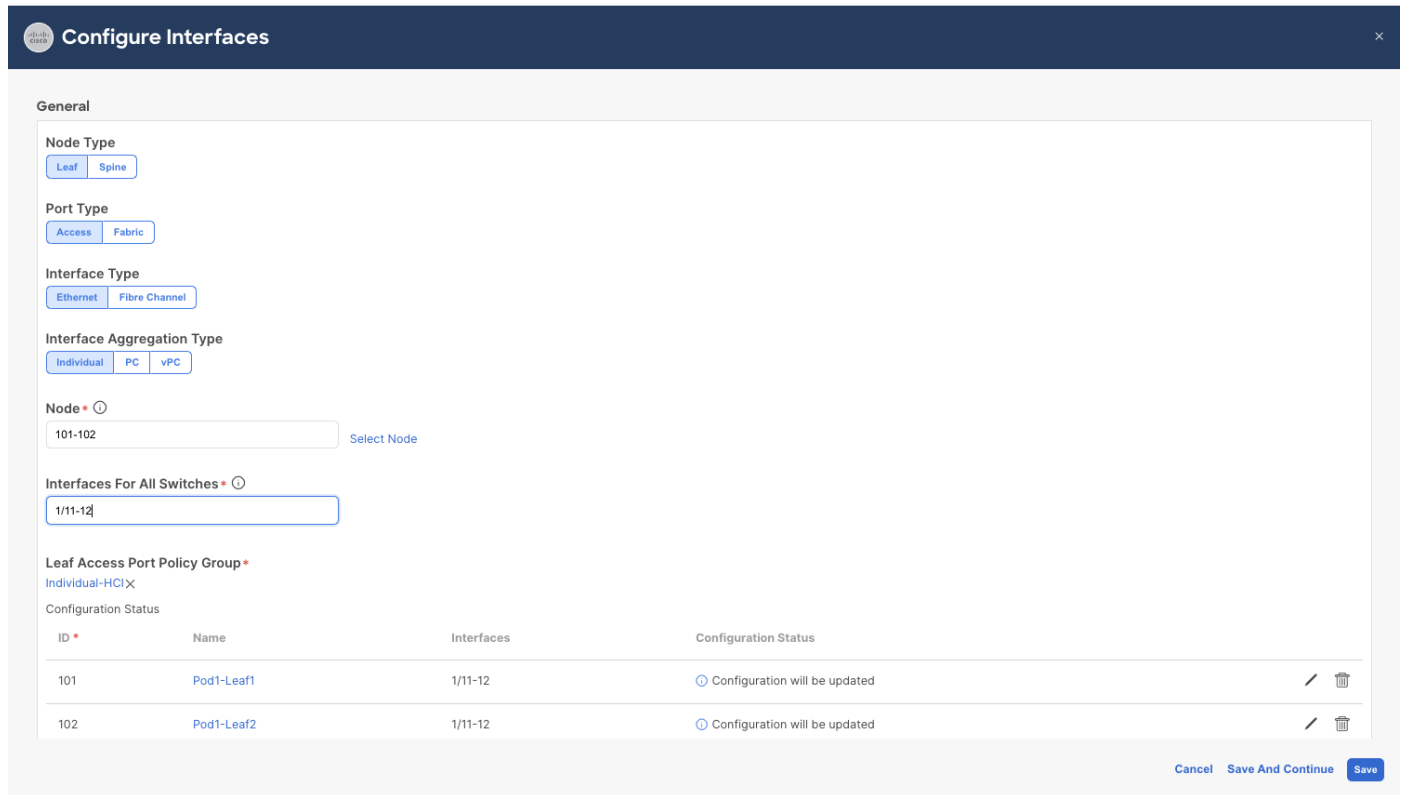 CISCO
Configure Interfaces
General
Node Type
Leaf Spine
Port Type
Access Fabric
Interface Type
Ethernet Fibre Channel
Interface Aggregation Type
Individual PC vPC
Node*
101-102 Select Node
Interfaces For All Switches*
1/11-12
Leaf Access Port Policy Group*
Individual-HCI
Configuration Status
ID * Name Interfaces Configuration Status
101 Pod1-Leaf1 1/11-12 Configuration will be updated
102 Pod1-Leaf2 1/11-12 Configuration will be updated
Cancel Save And Continue Save